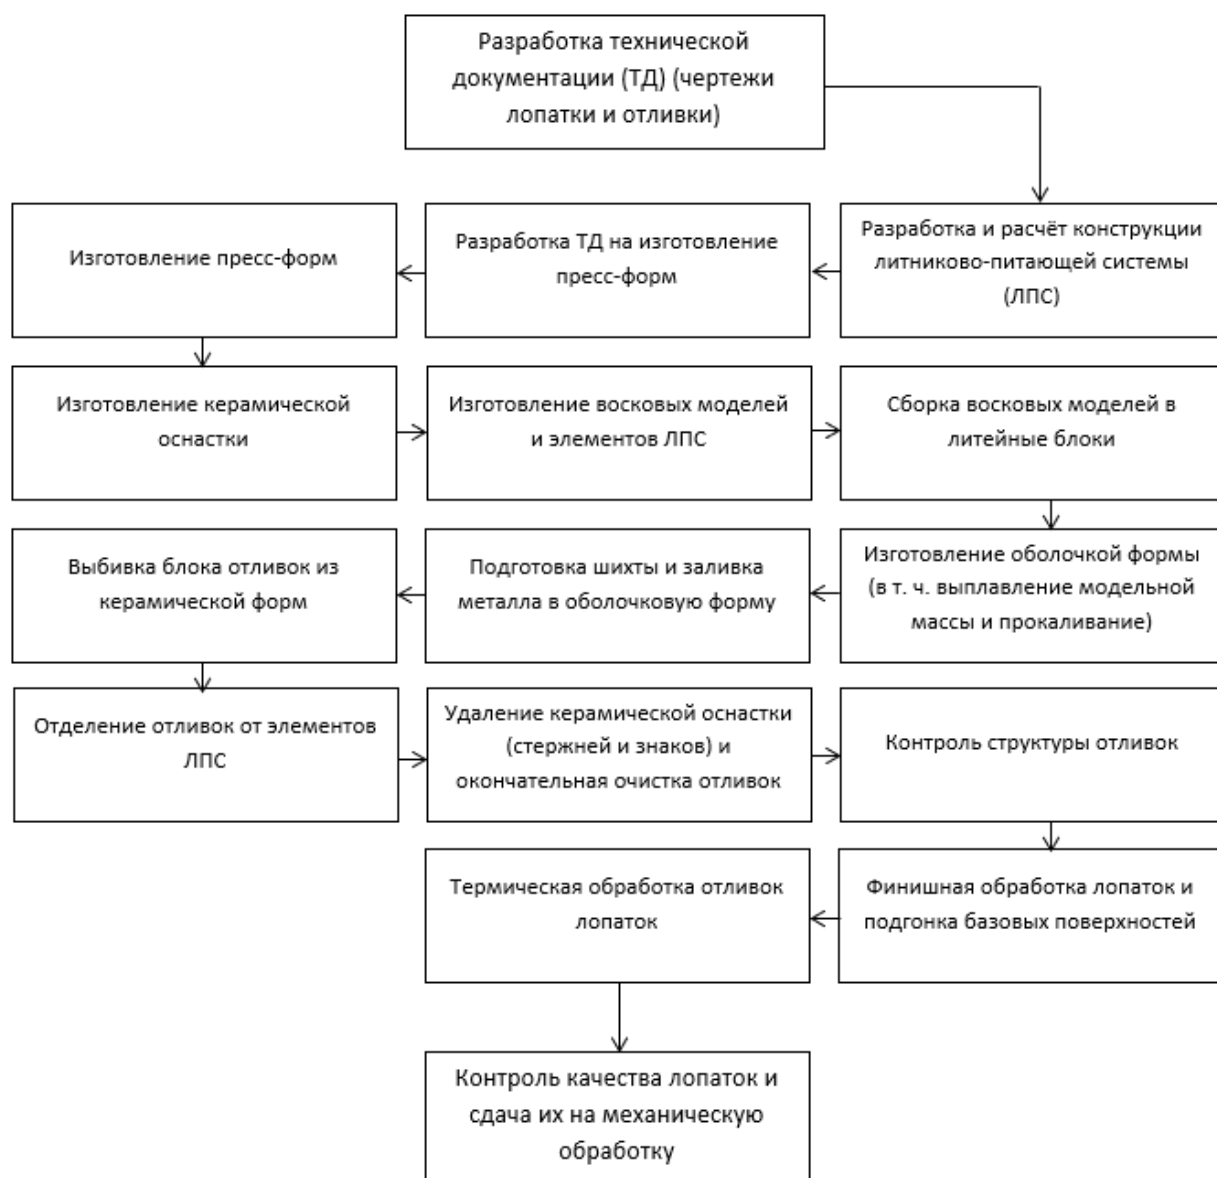 Разработка технической
документации (ТД) (чертежи
лопатки и отливки)
Разработка и расчёт конструкции
литниково-питающей системы
(ЛПС)
Разработка ТД на изготовление
пресс-форм
Изготовление пресс-форм
Изготовление керамической
оснастки
Изготовление восковых моделей
и элементов ЛПС
Сборка восковых моделей в
литейные блоки
Изготовление оболочкой формы
(в т. ч. выплавление модельной
массы и прокаливание)
Подготовка шихты и заливка
металла в оболочковую форму
Выбивка блока отливок из
керамической форм
Отделение отливок от элементов
ЛПС
Удаление керамической оснастки
(стержней и знаков) и
окончательная очистка отливок
Контроль структуры отливок
Финишная обработка лопаток и
подгонка базовых поверхностей
Термическая обработка отливок
лопаток
Контроль качества лопаток и
сдача их на механическую
обработку